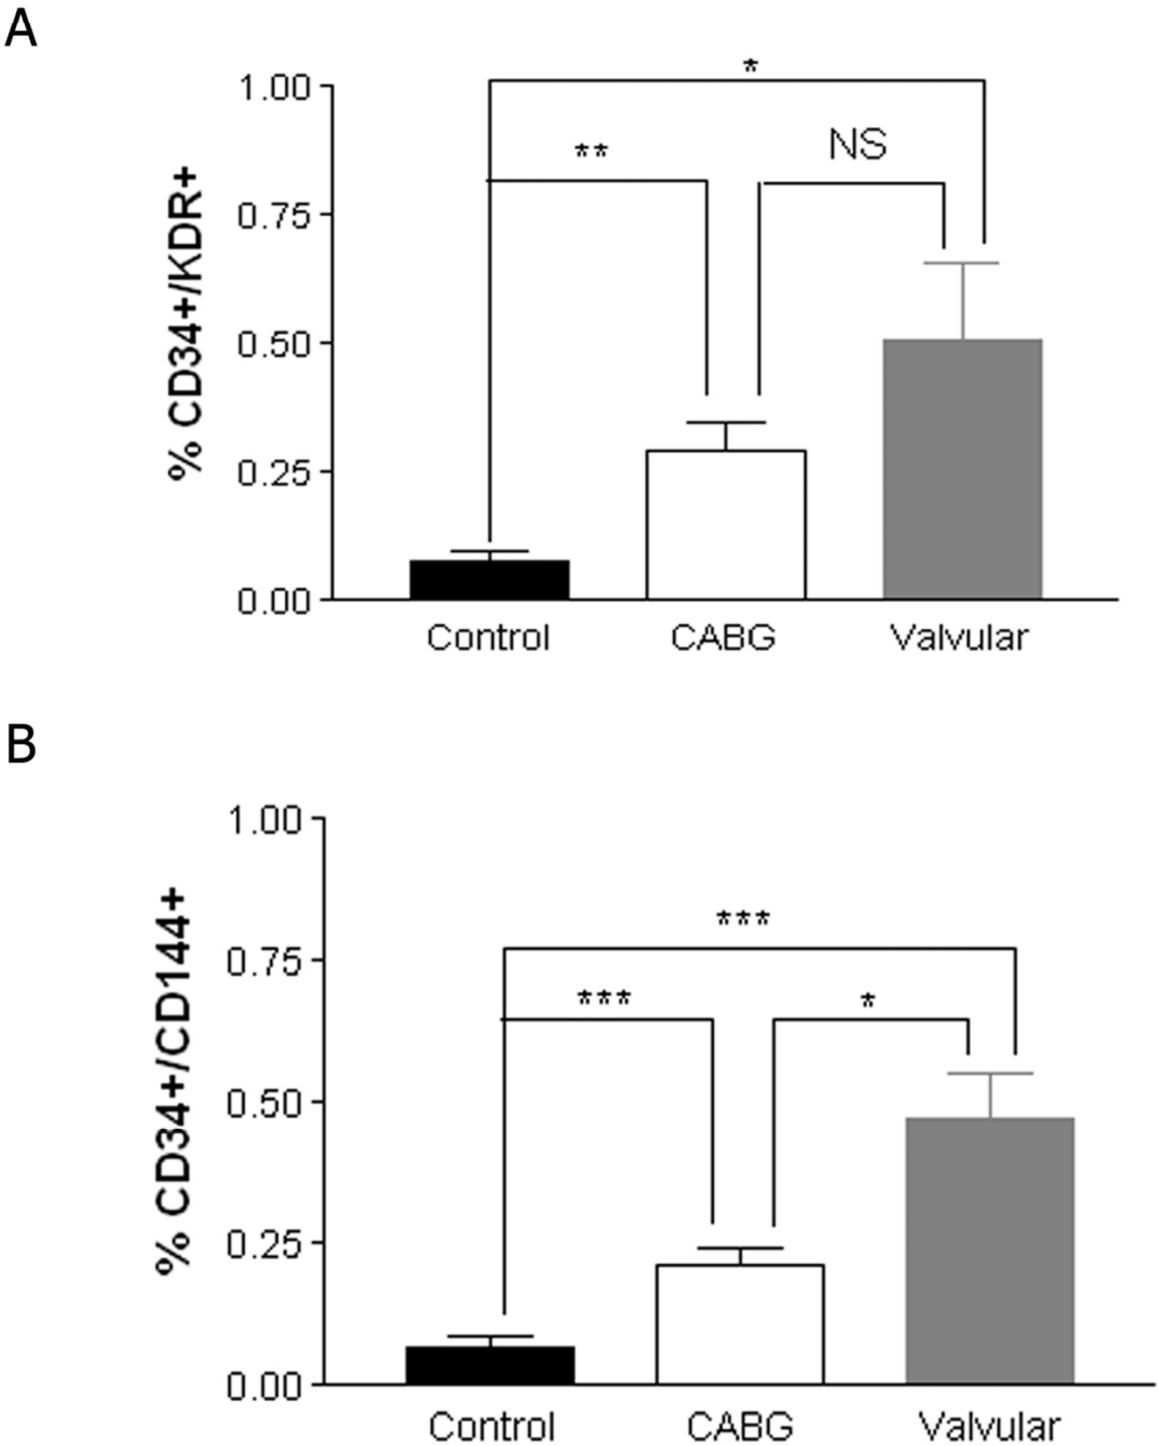 A
% CD34+/KDR+
1.00
0.75
0.50
0.25
0.00
*
**
NS
Control CABG Valvular
B
% CD34+/CD144+
1.00
0.75
0.50
0.25
0.00
***
***
*
Control CABG Valvular